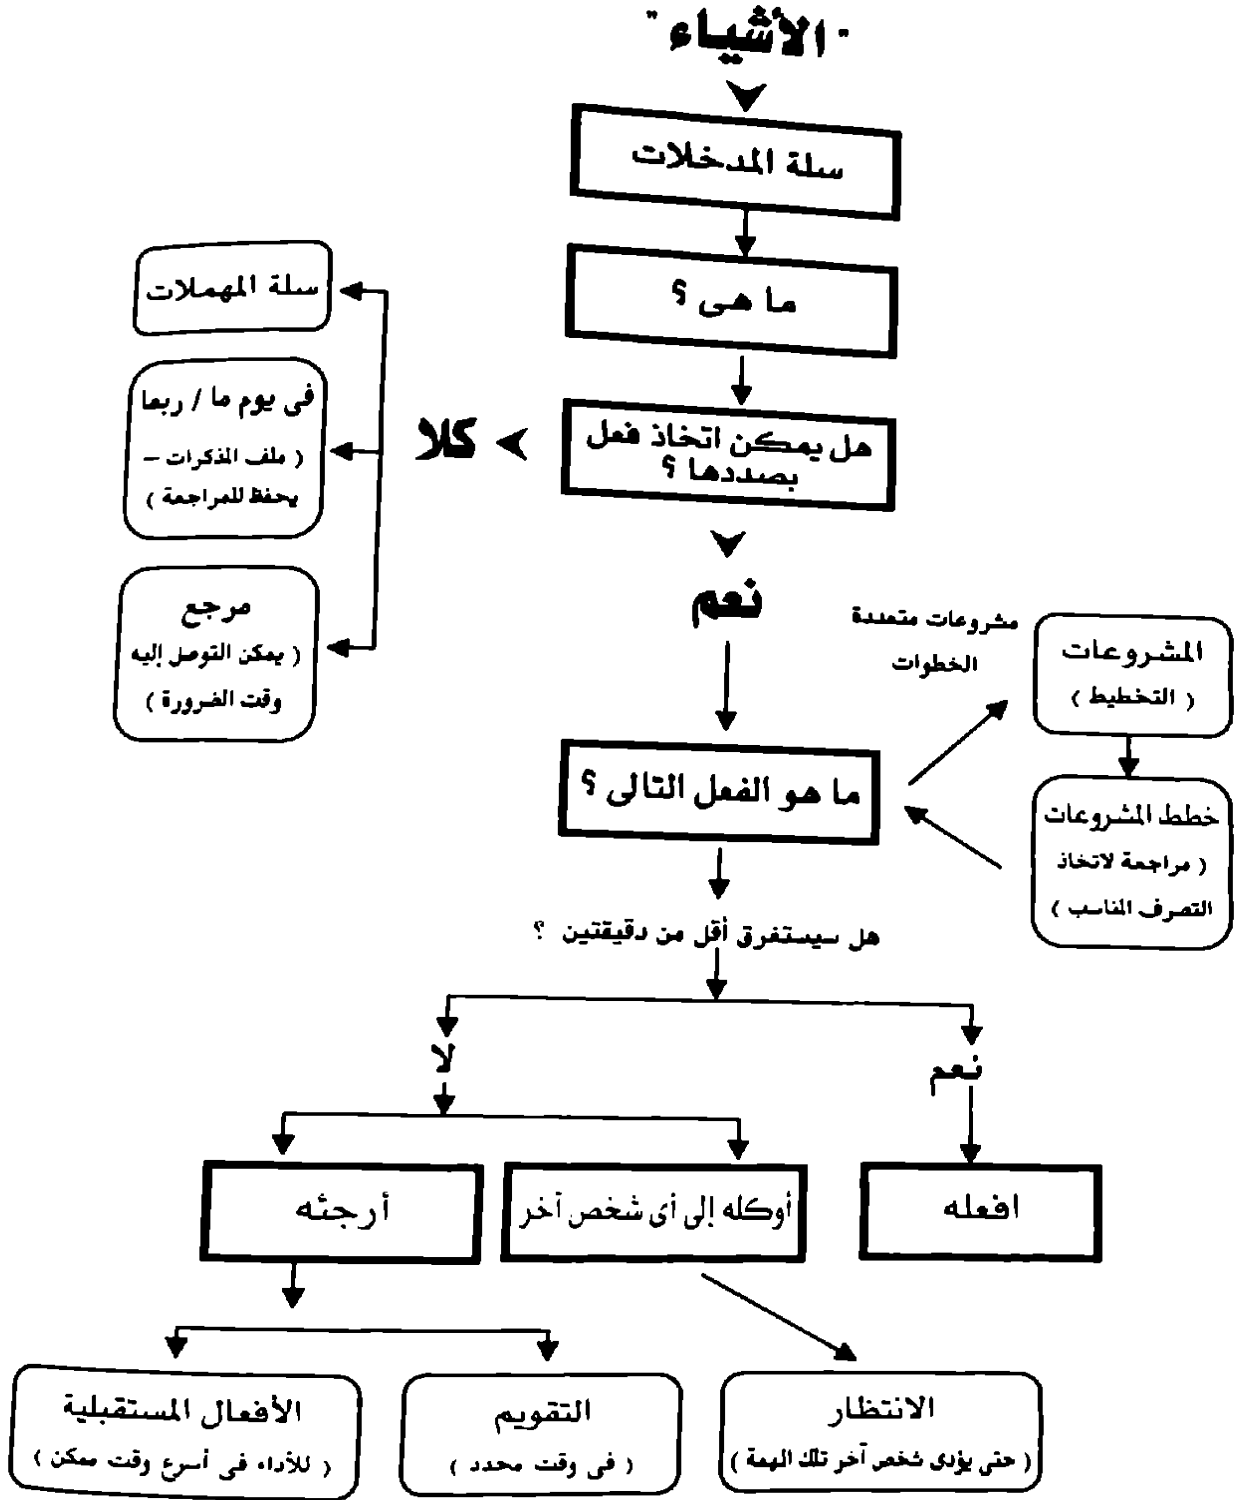 "الأشياء"
سلة المدخلات
ما هى ؟
هل يمكن اتخاذ فعل
بصددها ؟
كلا
سلة المهملات
فى يوم ما / ربما
( ملف المذكرات –
يحفظ للمراجعة )
مرجع
( يمكن التوصل إليه
وقت الضرورة )
نعم
مشروعات متعددة
الخطوات
المشروعات
( التخطيط )
خطط المشروعات
( مراجعة لاتخاذ
التصرف المناسب )
ما هو الفعل التالى ؟
هل سيستغرق أقل من دقيقتين ؟
نعم
لا
افعله
أوكله إلى أى شخص آخر
أرجئه
الانتظار
( حتى يؤدى شخص آخر تلك المهمة )
التقويم
( فى وقت محدد )
الأفعال المستقبلية
( للأداء فى أسرع وقت ممكن )